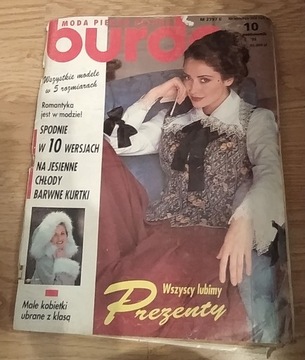 MODA PIĘ
burda
10
Wszystkie modele
w 5 rozmiarach
Romantyka
jest w modzie!
SPODNIE
W 10 WERSJACH
NA JESIENNE
CHŁODY
BARWNE KURTKI
Małe kobietki
ubrane z klasą
Wszyscy lubimy
Prezenty